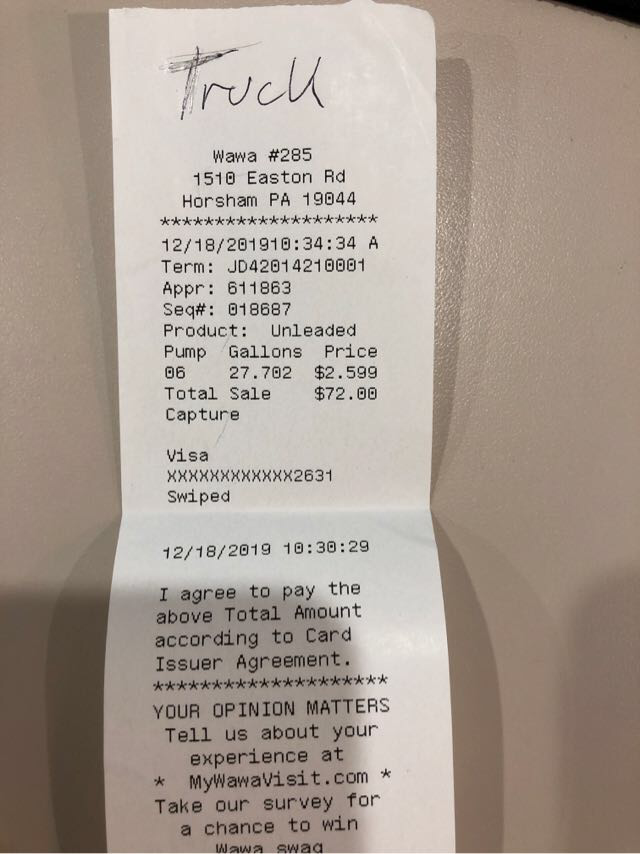 Truck
Wawa #285
1510 Easton Rd
Horsham PA 19044
********************
12/18/201910:34:34 A
Term: JD42014210001
Appr: 611863
Seq#: 018687
Product: Unleaded
Pump Gallons Price
06 27.702 $2.599
Total Sale $72.00
Capture
Visa
XXXXXXXXXXXX2631
Swiped
12/18/2019 10:30:29
I agree to pay the
above Total Amount
according to Card
Issuer Agreement.
********************
YOUR OPINION MATTERS
Tell us about your
experience at
* MyWawaVisit.com *
Take our survey for
a chance to win
Wawa swag